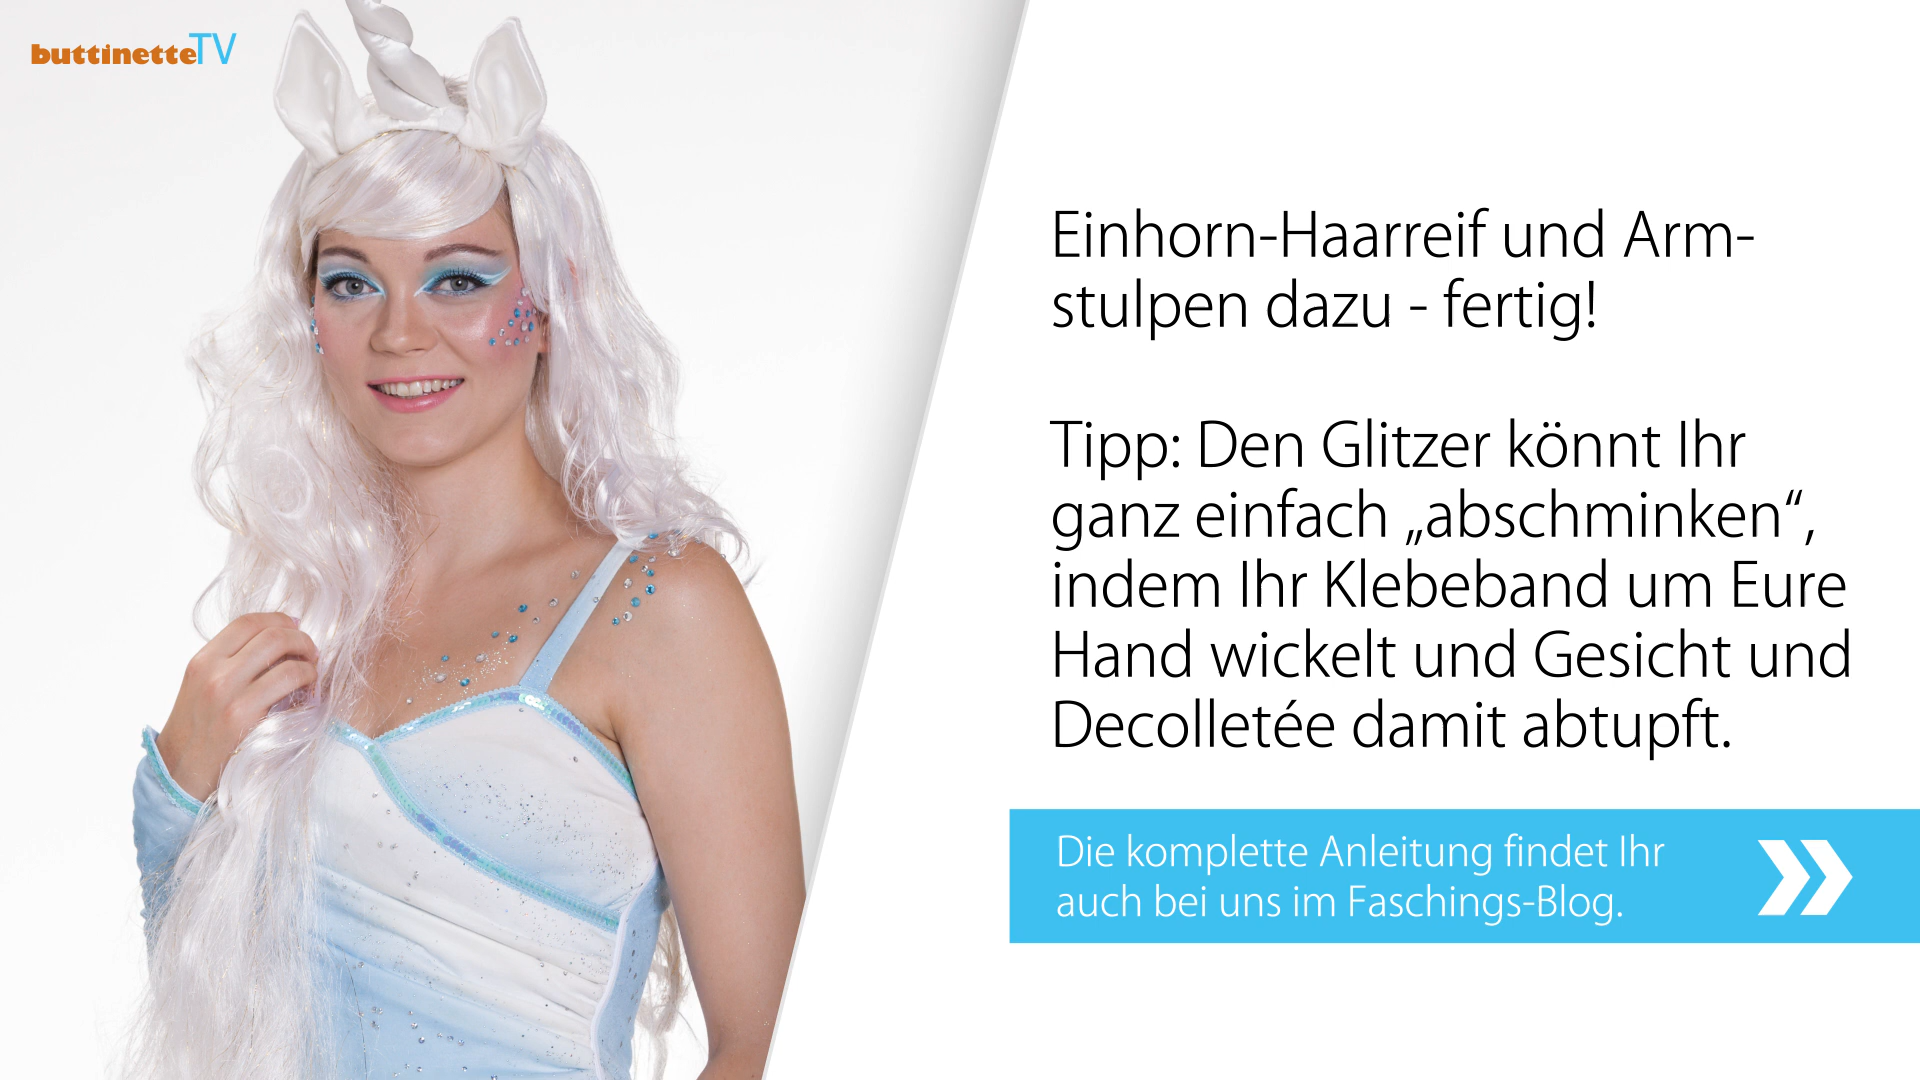 buttinetteTV
Einhorn-Haarreif und Arm-
stulpen dazu - fertig!
Tipp: Den Glitzer könnt Ihr
ganz einfach „abschminken“,
indem Ihr Klebeband um Eure
Hand wickelt und Gesicht und
Decolletée damit abtupft.
Die komplette Anleitung findet Ihr
auch bei uns im Faschings-Blog.